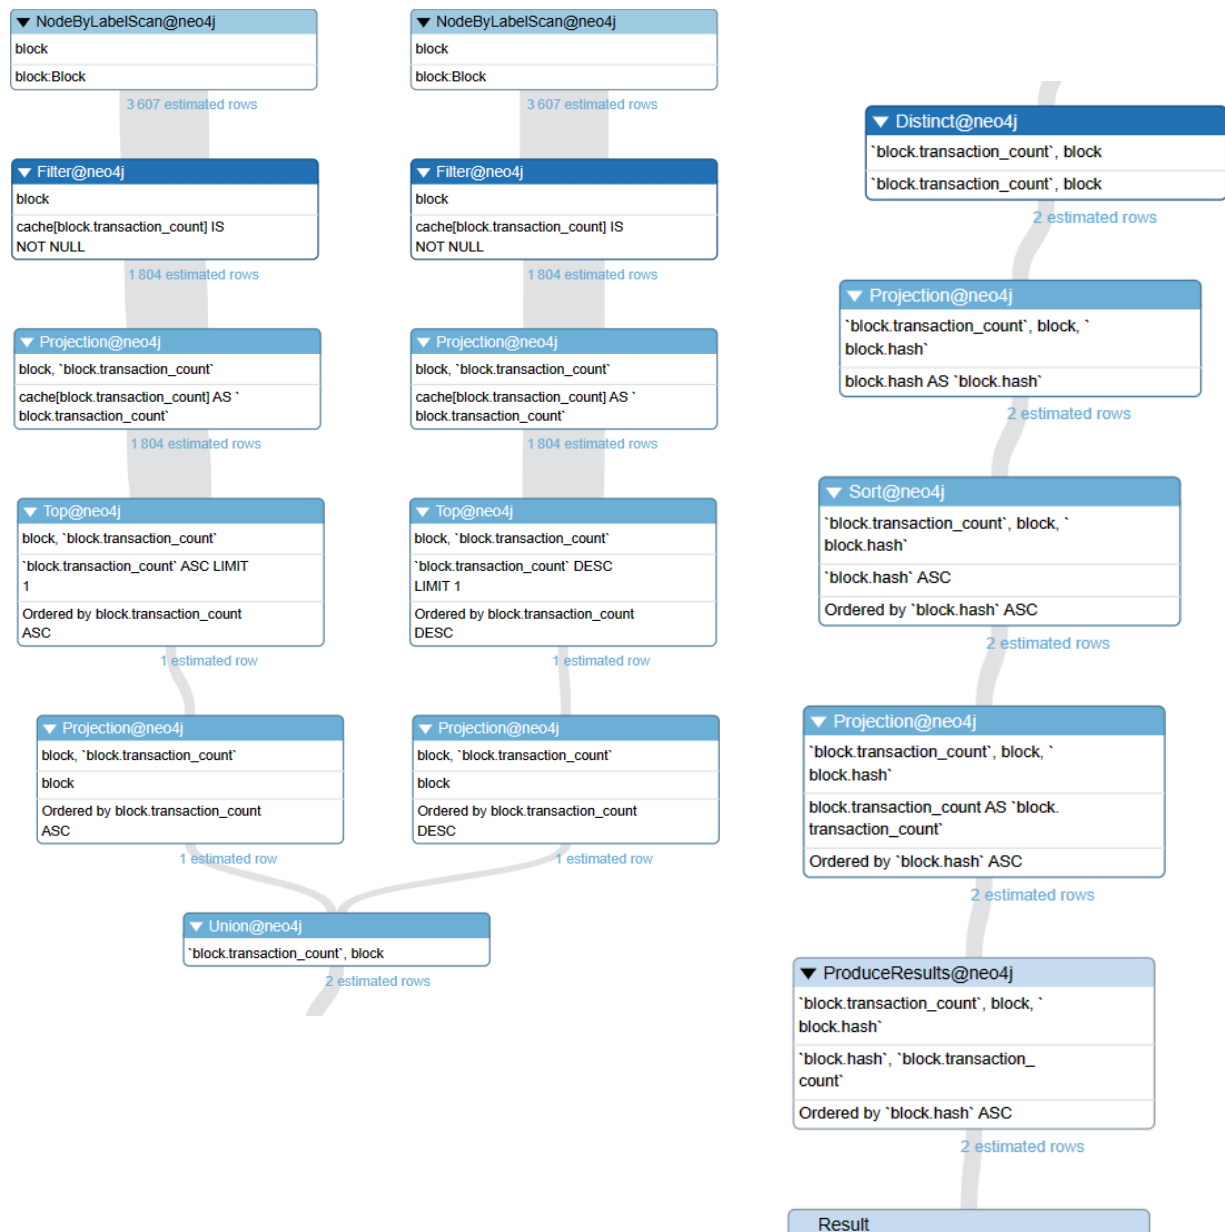 ▼ NodeByLabelScan@neo4j
block
block:Block
3 607 estimated rows
▼ Filter@neo4j
block
cache[block.transaction_count] IS
NOT NULL
1 804 estimated rows
▼ Projection@neo4j
block, `block.transaction_count`
cache[block.transaction_count] AS `
block.transaction_count`
1 804 estimated rows
▼ Top@neo4j
block, `block.transaction_count`
`block.transaction_count` ASC LIMIT
1
Ordered by block.transaction_count
ASC
1 estimated row
▼ Projection@neo4j
block, `block.transaction_count`
block
Ordered by block.transaction_count
ASC
1 estimated row
▼ NodeByLabelScan@neo4j
block
block:Block
3 607 estimated rows
▼ Filter@neo4j
block
cache[block.transaction_count] IS
NOT NULL
1 804 estimated rows
▼ Projection@neo4j
block, `block.transaction_count`
cache[block.transaction_count] AS `
block.transaction_count`
1 804 estimated rows
▼ Top@neo4j
block, `block.transaction_count`
`block.transaction_count` DESC
LIMIT 1
Ordered by block.transaction_count
DESC
1 estimated row
▼ Projection@neo4j
block, `block.transaction_count`
block
Ordered by block.transaction_count
DESC
1 estimated row
▼ Union@neo4j
`block.transaction_count`, block
2 estimated rows
▼ Distinct@neo4j
`block.transaction_count`, block
`block.transaction_count`, block
2 estimated rows
▼ Projection@neo4j
`block.transaction_count`, block, `
block.hash`
block.hash AS `block.hash`
2 estimated rows
▼ Sort@neo4j
`block.transaction_count`, block, `
block.hash`
`block.hash` ASC
Ordered by `block.hash` ASC
2 estimated rows
▼ Projection@neo4j
`block.transaction_count`, block, `
block.hash`
block.transaction_count AS `block.
transaction_count`
Ordered by `block.hash` ASC
2 estimated rows
▼ ProduceResults@neo4j
`block.transaction_count`, block, `
block.hash`
`block.hash`, `block.transaction_
count`
Ordered by `block.hash` ASC
2 estimated rows
Result